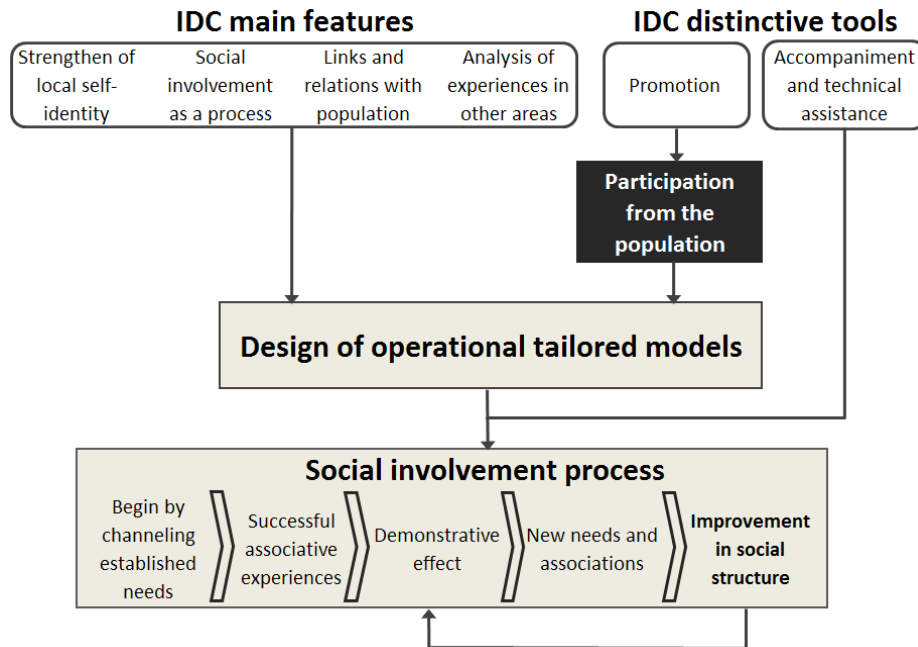 IDC main features
IDC distinctive tools
Strengthen of
local self-
identity
Social
involvement
as a process
Links and
relations with
population
Analysis of
experiences in
other areas
Promotion
Accompaniment
and technical
assistance
Participation
from the
population
Design of operational tailored models
Social involvement process
Begin by
channeling
established
needs
Successful
associative
experiences
Demonstrative
effect
New needs and
associations
Improvement
in social
structure